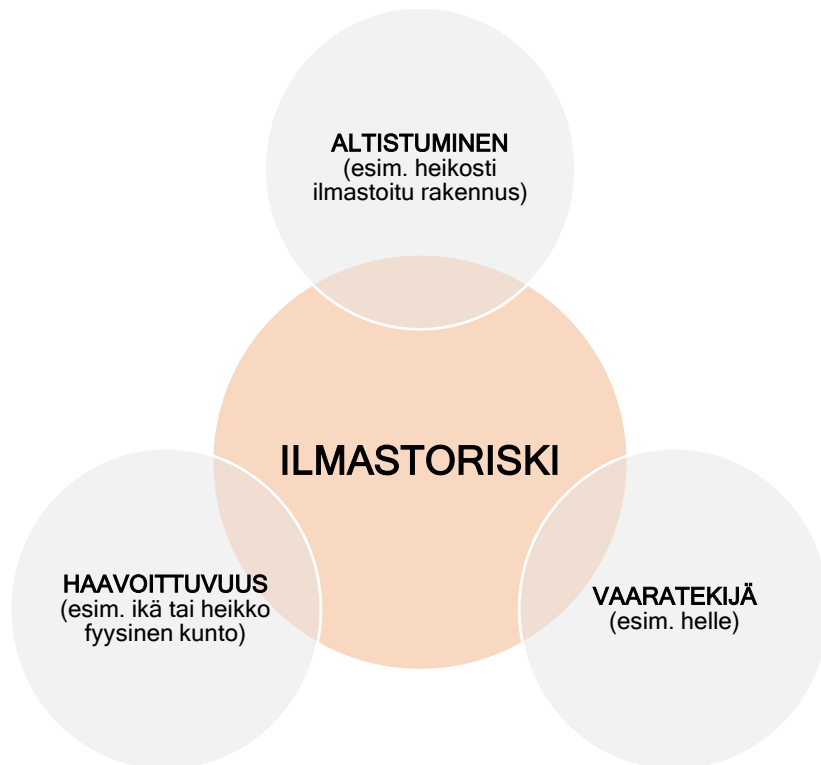 ALTISTUMINEN
(esim. heikosti
ilmastoitu rakennus)
ILMASTORISKI
HAAVOITTUVUUS
(esim. ikä tai heikko
fyysinen kunto)
VAARATEKIJÄ
(esim. helle)